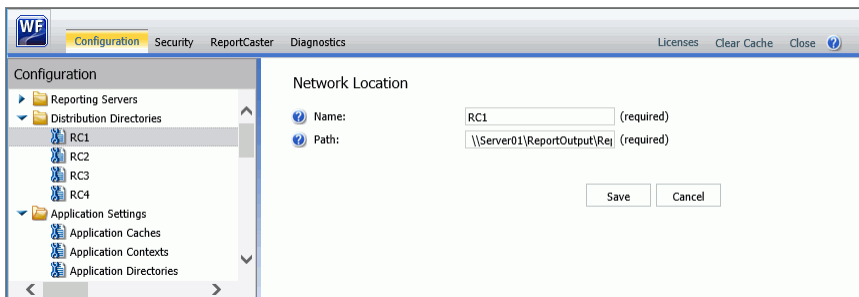 WF
Configuration Security ReportCaster Diagnostics Licenses Clear Cache Close ?
Configuration
Reporting Servers
Distribution Directories
RC1
RC2
RC3
RC4
Application Settings
Application Caches
Application Contexts
Application Directories
Network Location
? Name: RC1 (required)
? Path: \\Server01\ReportOutput\Rep (required)
Save Cancel